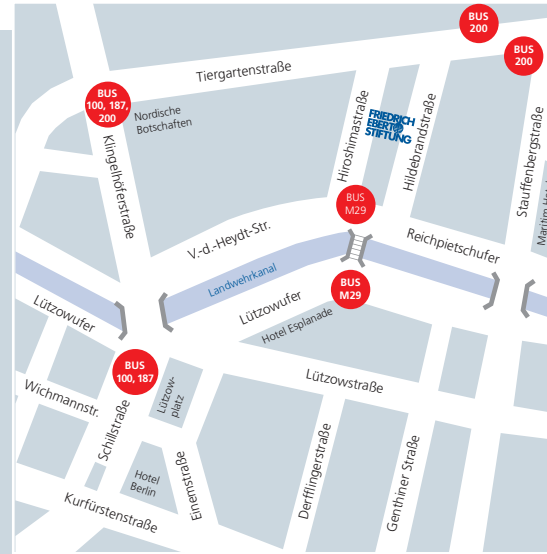 BUS
200
BUS
200
Tiergartenstraße
BUS
100, 187,
200
Nordische
Botschaften
FRIEDRICH
EBERT
STIFTUNG
Hiroshimastraße
Hildebrandstraße
Stauffenbergstraße
Klingelhöferstraße
BUS
M29
V.-d.-Heydt-Str.
Reichpietschufer
Landwehrkanal
BUS
M29
Lützowufer
Lützowufer
Hotel Esplanade
BUS
100, 187
Lützowstraße
Wichmannstr.
Lützow-
platz
Schillstraße
Hotel
Berlin
Einemstraße
Derfflingerstraße
Genthiner Straße
Kurfürstenstraße